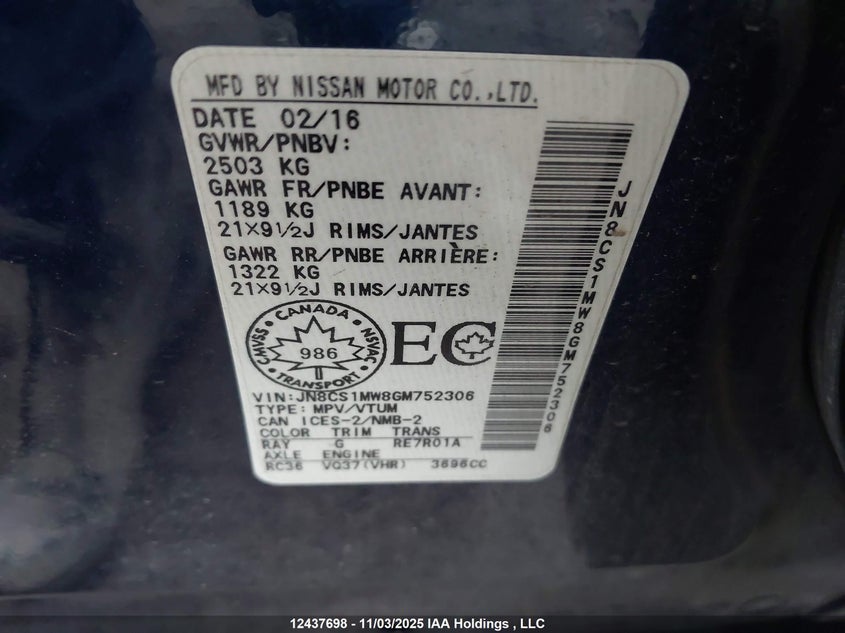 MFD BY NISSAN MOTOR CO.,LTD.
DATE 02/16
GVWR/PNBV:
2503 KG
GAWR FR/PNBE AVANT:
1189 KG
21×9½J RIMS/JANTES
GAWR RR/PNBE ARRIÈRE:
1322 KG
21×9½J RIMS/JANTES
CANADA
CMVSS
NSVAC
986
TRANSPORT
EC
VIN:JN8CS1MW8GM752306
TYPE:MPV/VTUM
CAN ICES-2/NMB-2
COLOR TRIM TRANS
RAY G RE7R01A
AXLE ENGINE
RC36 VQ37(VHR) 3696CC
JN8CS1MW8GM752306
12437698 - 11/03/2025 IAA Holdings , LLC